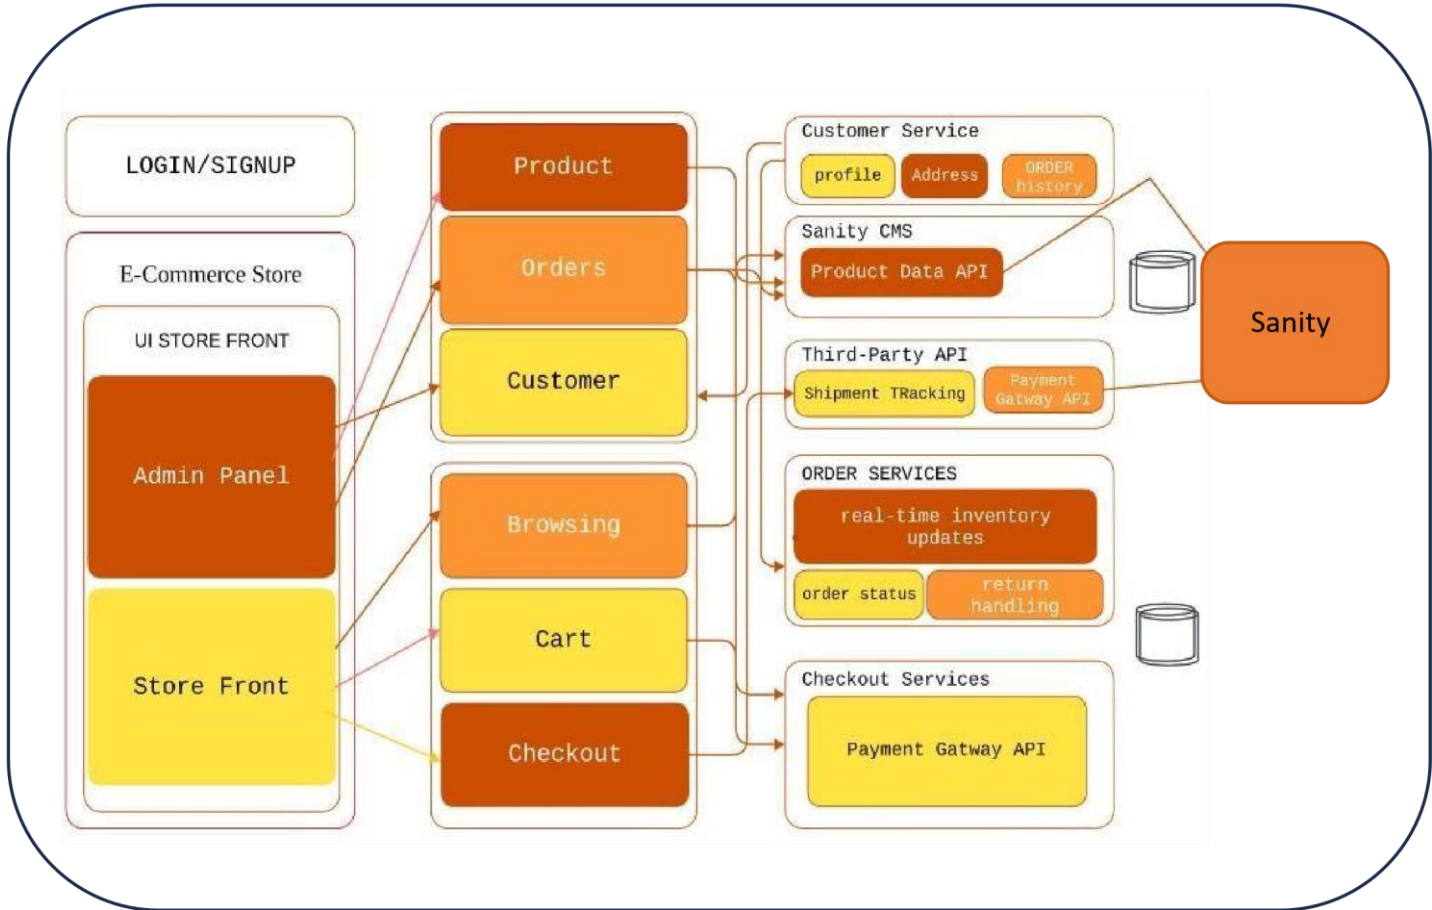 LOGIN/SIGNUP
E-Commerce Store
UI STORE FRONT
Admin Panel
Store Front
Product
Orders
Customer
Browsing
Cart
Checkout
Customer Service
profile
Address
ORDER
history
Sanity CMS
Product Data API
Third-Party API
Shipment TRacking
Payment
Gatway API
ORDER SERVICES
real-time inventory
updates
order status
return
handling
Checkout Services
Payment Gatway API
Sanity